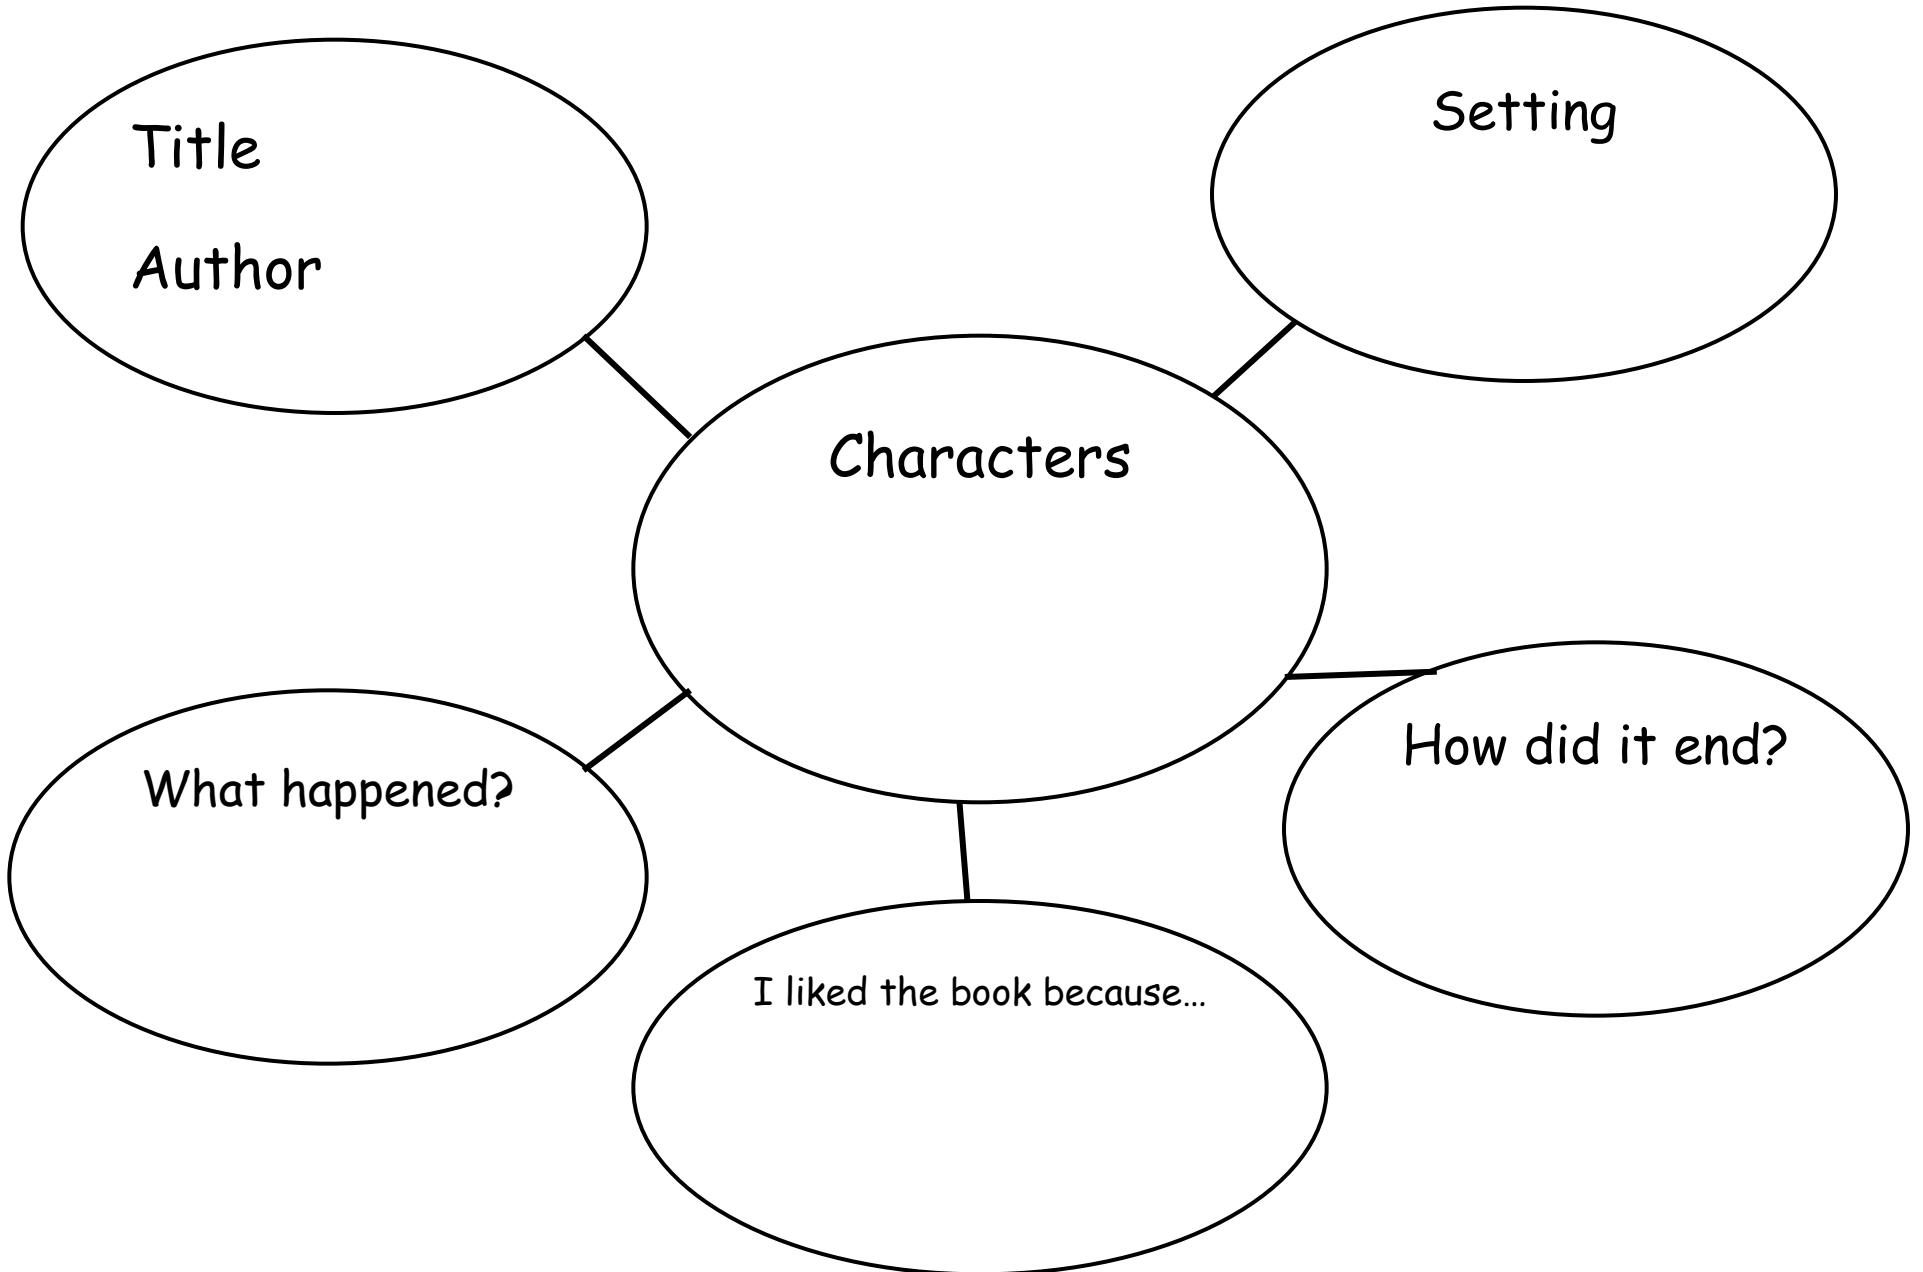 Title
Author
Setting
Characters
What happened?
How did it end?
I liked the book because…